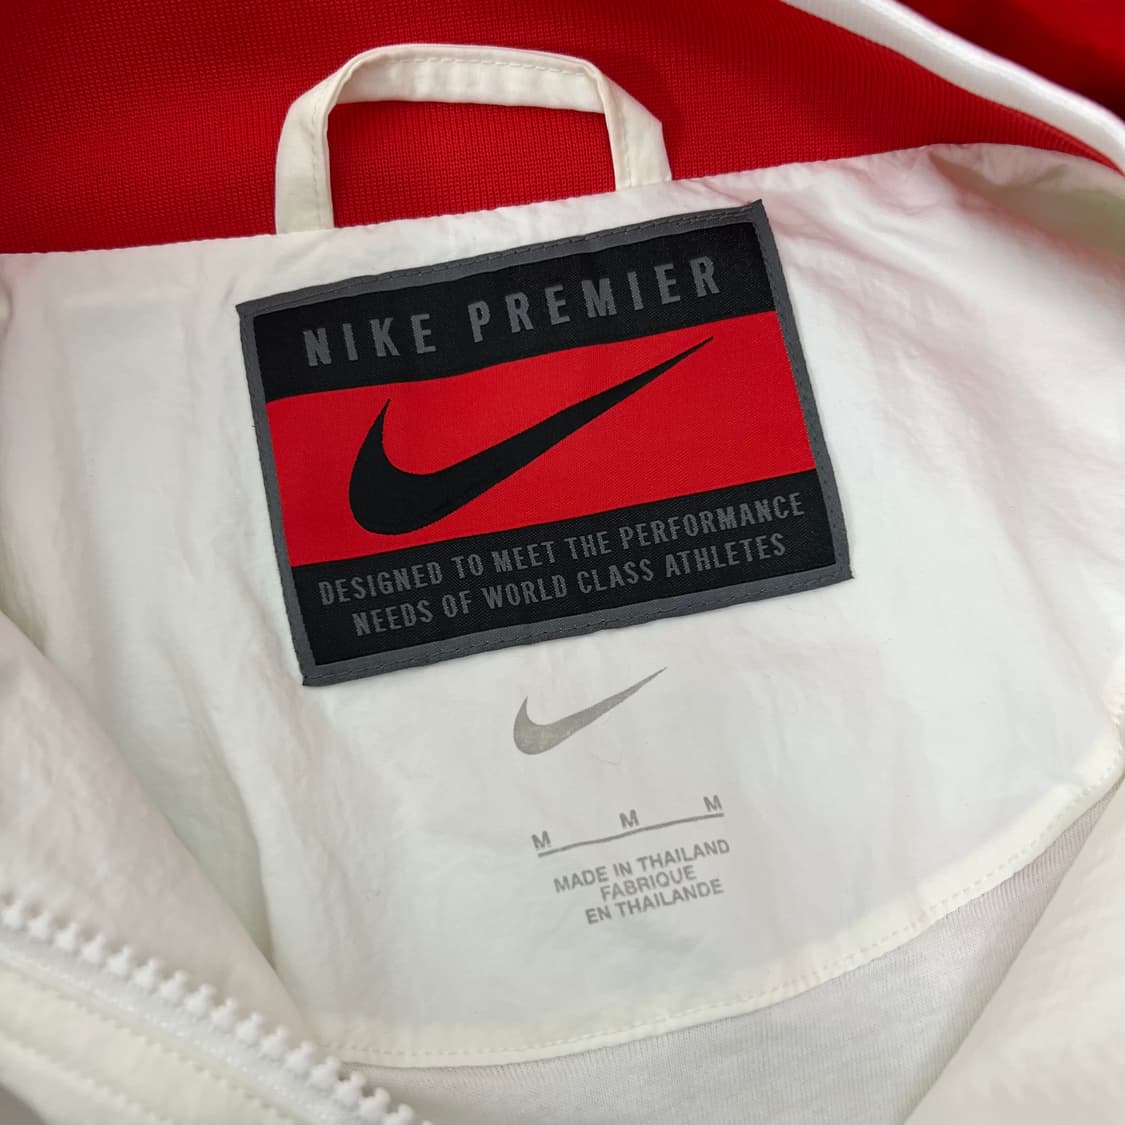 NIKE PREMIER
DESIGNED TO MEET THE PERFORMANCE
NEEDS OF WORLD CLASS ATHLETES
M M M
MADE IN THAILAND
FABRIQUE
EN THAILANDE